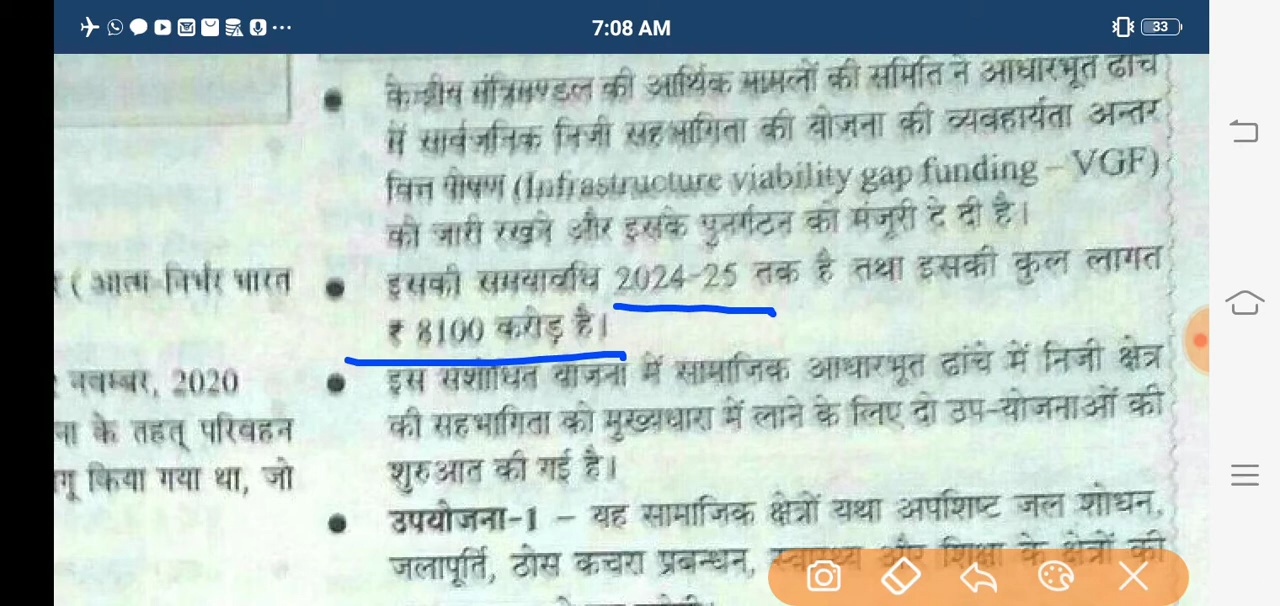 7:08 AM
33
केन्द्रीय मंत्रिमण्डल की आर्थिक मामलों की समिति ने आधारभूत ढांचे
में सार्वजनिक निजी सहभागिता की योजना की व्यवहार्यता अन्तर
वित्त पोषण (Infrastructure viability gap funding – VGF)
को जारी रखने और इसके पुनर्गठन को मंजूरी दे दी है।
( आत्म-निर्भर भारत
इसकी समयावधि 2024-25 तक है तथा इसकी कुल लागत
₹ 8100 करोड़ है।
नवम्बर, 2020
इस संशोधित योजना में सामाजिक आधारभूत ढांचे में निजी क्षेत्र
के तहत् परिवहन
की सहभागिता को मुख्यधारा में लाने के लिए दो उप-योजनाओं की
किया गया था, जो
शुरुआत की गई है।
उपयोजना-1 – यह सामाजिक क्षेत्रों यथा अपशिष्ट जल शोधन,
जलापूर्ति, ठोस कचरा प्रबन्धन, स्वास्थ्य और शिक्षा के क्षेत्रों की